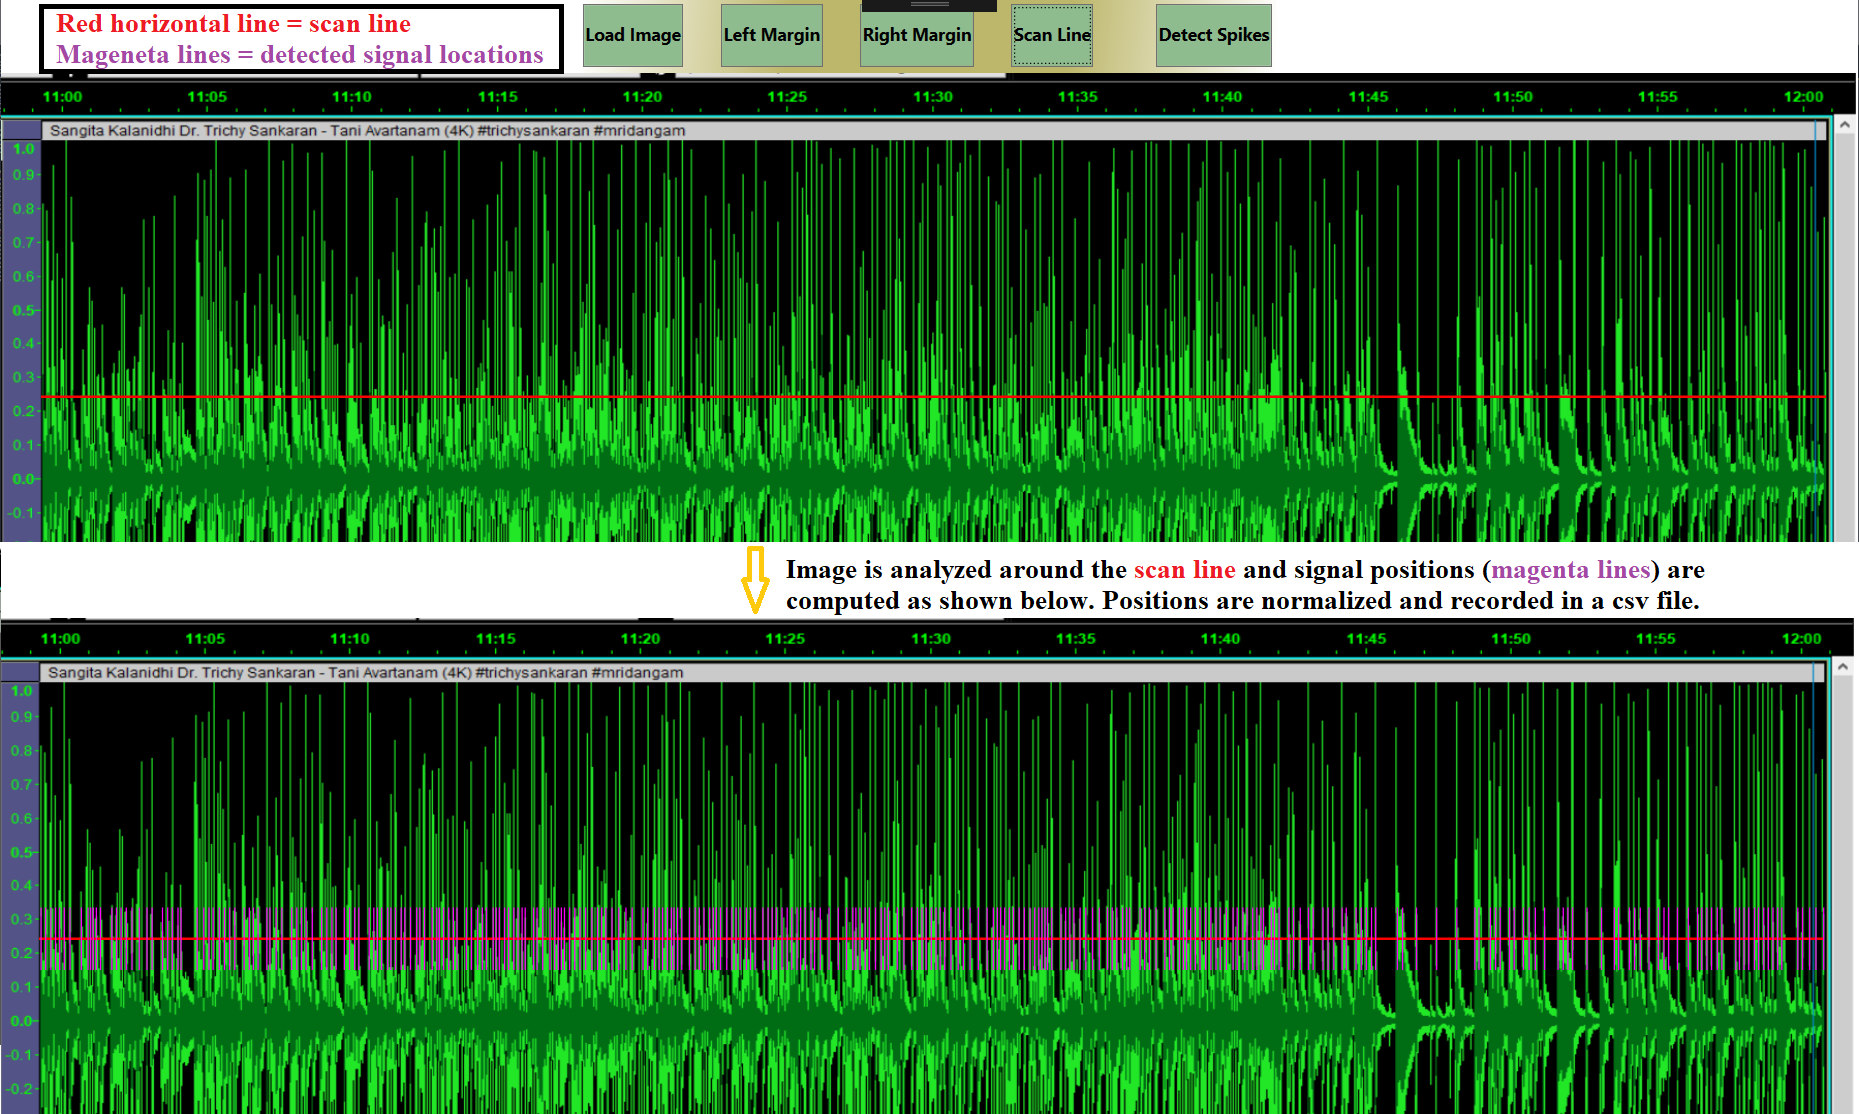 Red horizontal line = scan line
Mageneta lines = detected signal locations
Load Image
Left Margin
Right Margin
Scan Line
Detect Spikes
11:00 11:05 11:10 11:15 11:20 11:25 11:30 11:35 11:40 11:45 11:50 11:55 12:00
Sangita Kalanidhi Dr. Trichy Sankaran - Tani Avartanam (4K) #trichysankaran #mridangam
1.0
0.9
0.8
0.7
0.6
0.5
0.4
0.3
0.2
0.1
0.0
-0.1
Image is analyzed around the scan line and signal positions (magenta lines) are
computed as shown below. Positions are normalized and recorded in a csv file.
11:00 11:05 11:10 11:15 11:20 11:25 11:30 11:35 11:40 11:45 11:50 11:55 12:00
Sangita Kalanidhi Dr. Trichy Sankaran - Tani Avartanam (4K) #trichysankaran #mridangam
1.0
0.9
0.8
0.7
0.6
0.5
0.4
0.3
0.2
0.1
0.0
-0.1
-0.2